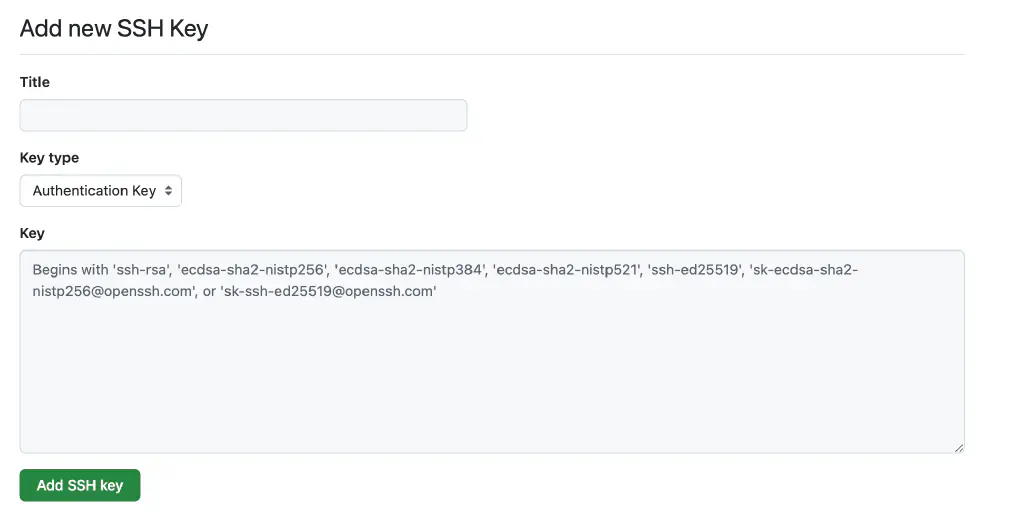 Add new SSH Key
Title
Key type
Authentication Key
Key
Begins with 'ssh-rsa', 'ecdsa-sha2-nistp256', 'ecdsa-sha2-nistp384', 'ecdsa-sha2-nistp521', 'ssh-ed25519', 'sk-ecdsa-sha2-
nistp256@openssh.com', or 'sk-ssh-ed25519@openssh.com'
Add SSH key